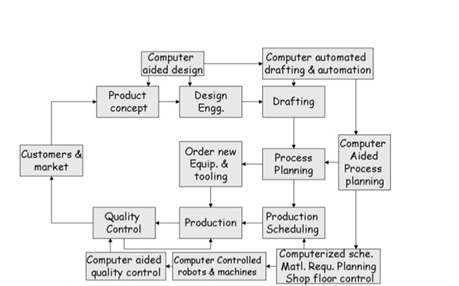 Computer
aided design
Computer automated
drafting & automation
Product
concept
Design
Engg.
Drafting
Customers &
market
Order new
Equip. &
tooling
Process
Planning
Computer
Aided
Process
planning
Quality
Control
Production
Production
Scheduling
Computer aided
quality control
Computer Controlled
robots & machines
Computerized sche.
Matl. Requ. Planning
Shop floor control